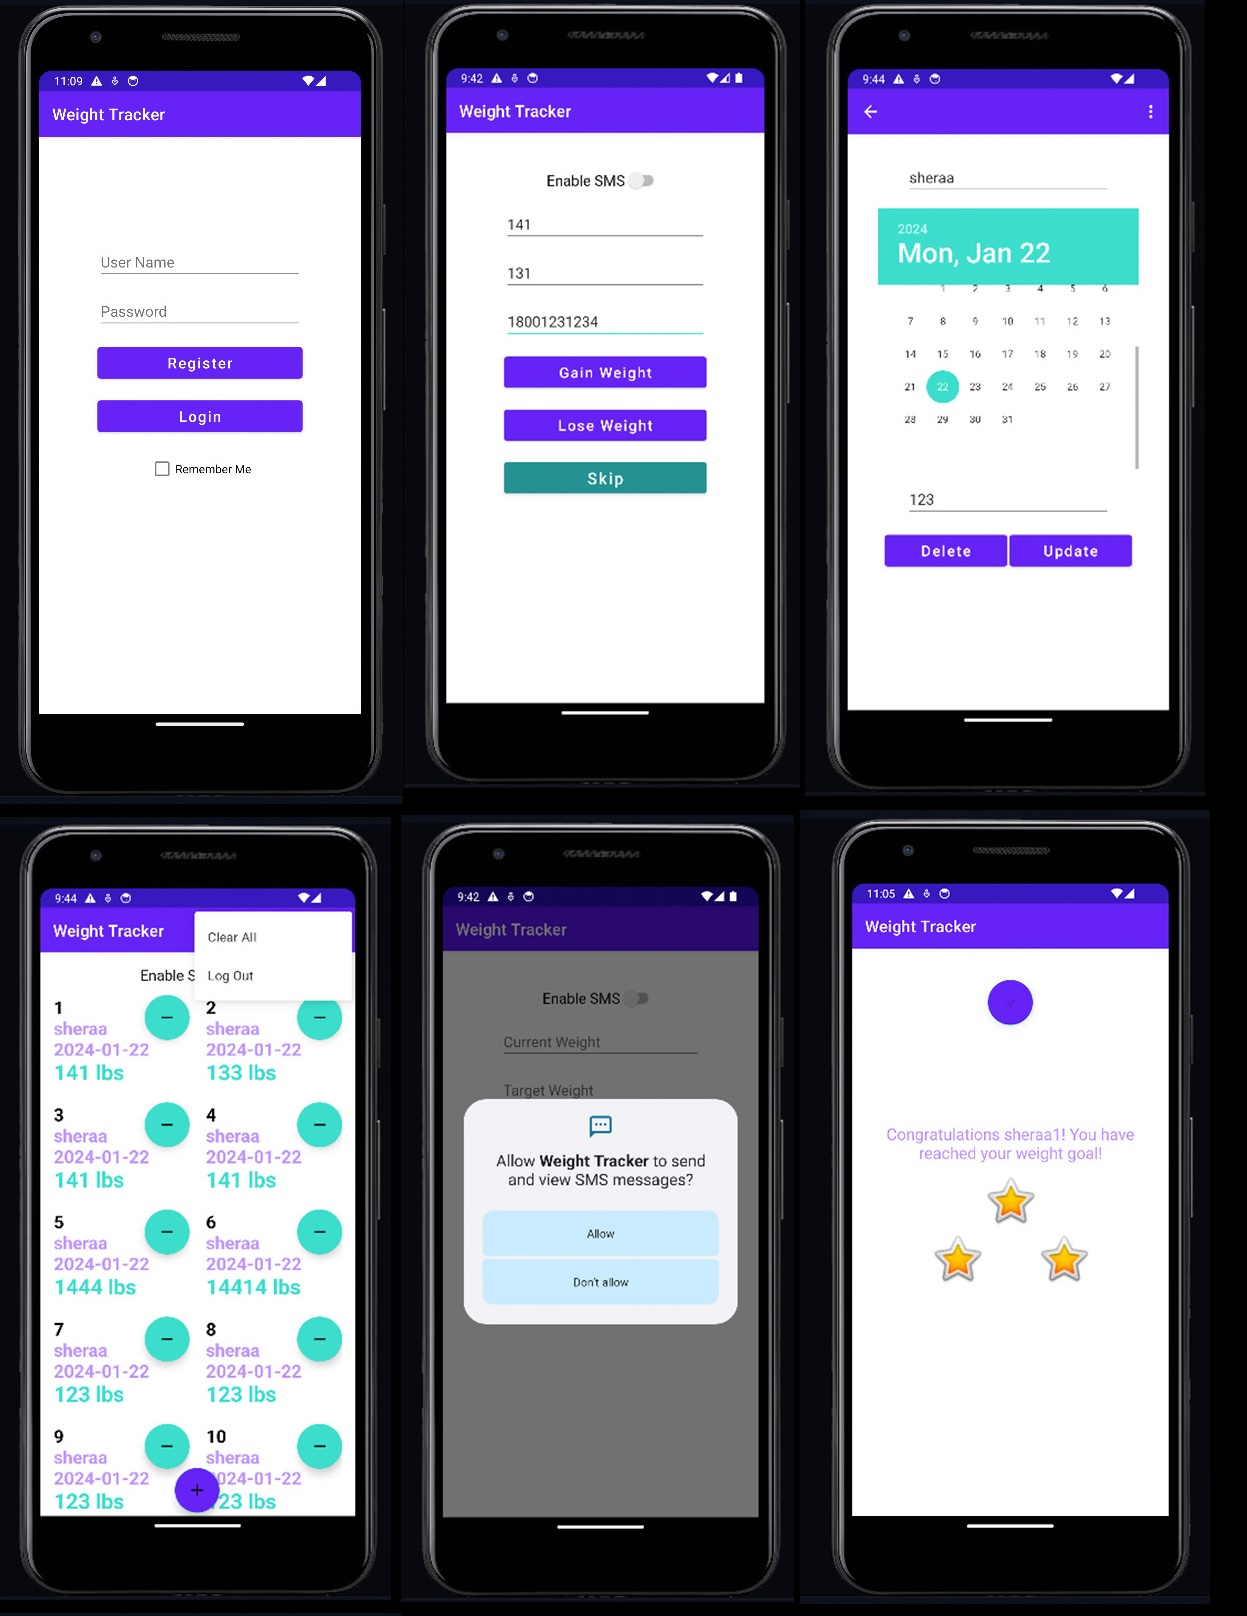 11:09
Weight Tracker
User Name
Password
Register
Login
Remember Me
9:42
Weight Tracker
Enable SMS
141
131
18001231234
Gain Weight
Lose Weight
Skip
9:44
sheraa
2024
Mon, Jan 22
1 2 3 4 5 6
7 8 9 10 11 12 13
14 15 16 17 18 19 20
21 22 23 24 25 26 27
28 29 30 31
123
Delete Update
9:44
Weight Tracker
Clear All
Log Out
Enable S
1 2
sheraa sheraa
2024-01-22 2024-01-22
141 lbs 133 lbs
3 4
sheraa sheraa
2024-01-22 2024-01-22
141 lbs 141 lbs
5 6
sheraa sheraa
2024-01-22 2024-01-22
1444 lbs 14414 lbs
7 8
sheraa sheraa
2024-01-22 2024-01-22
123 lbs 123 lbs
9 10
sheraa sheraa
2024-01-22 024-01-22
123 lbs 23 lbs
9:42
Weight Tracker
Enable SMS
Current Weight
Target Weight
Allow Weight Tracker to send
and view SMS messages?
Allow
Don't allow
11:05
Weight Tracker
Congratulations sheraa1! You have
reached your weight goal!